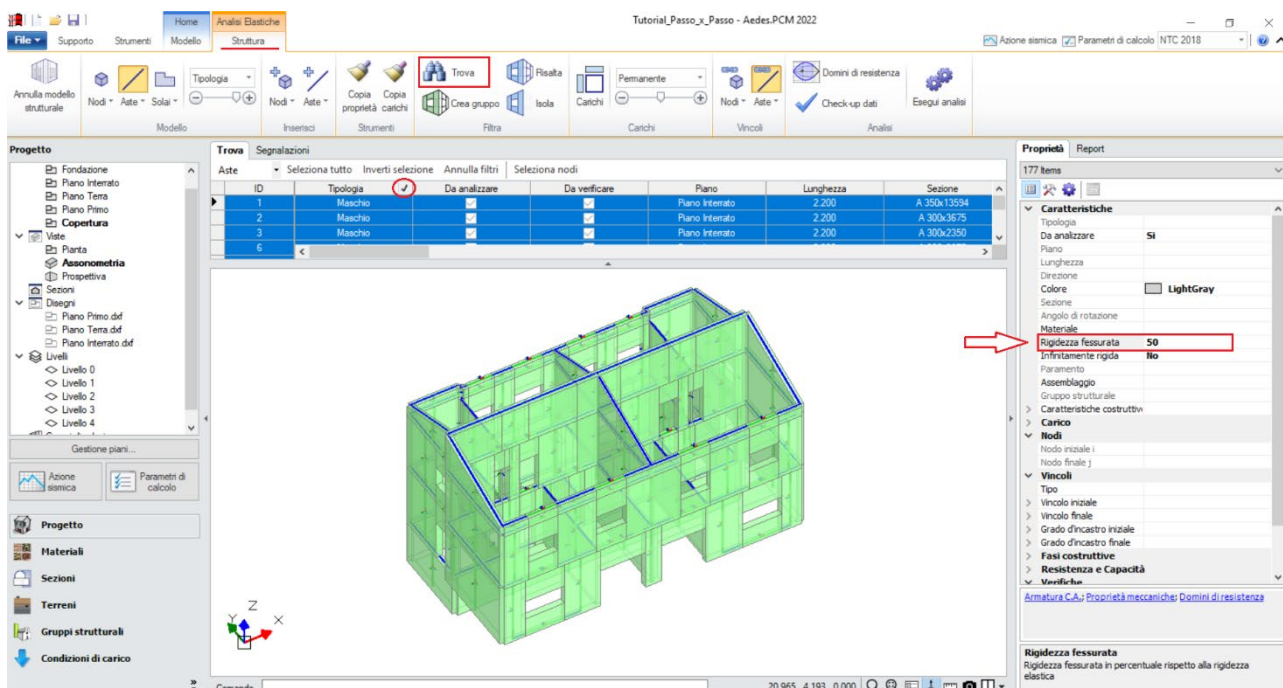 Home
Analisi Elastiche
Tutorial_Passo_x_Passo - Aedes.PCM 2022
File
Supporto
Strumenti
Modello
Struttura
Azione sismica
Parametri di calcolo
NTC 2018
Annulla modello strutturale
Nodi
Aste
Solai
Tipologia
Modello
Nodi
Aste
Inserisci
Copia proprietà
Copia carichi
Strumenti
Trova
Risalta
Crea gruppo
Isola
Filtra
Carichi
Permanente
Carichi
Nodi
Aste
Vincoli
Domini di resistenza
Check-up dati
Esegui analisi
Analisi
Progetto
Fondazione
Piano Interrato
Piano Terra
Piano Primo
Copertura
Viste
Pianta
Assonometria
Prospettiva
Sezioni
Disegni
Piano Primo.dxf
Piano Terra.dxf
Piano Interrato.dxf
Livelli
Livello 0
Livello 1
Livello 2
Livello 3
Livello 4
Gestione piani...
Azione sismica
Parametri di calcolo
Progetto
Materiali
Sezioni
Terreni
Gruppi strutturali
Condizioni di carico
Trova Segnalazioni
Aste Seleziona tutto Inverti selezione Annulla filtri Seleziona nodi
ID Tipologia Da analizzare Da verificare Piano Lunghezza Sezione
1 Maschio Piano Interrato 2.200 A 350x13594
2 Maschio Piano Interrato 2.200 A 300x3675
3 Maschio Piano Interrato 2.200 A 300x2350
6
Z
Y
X
Comando
20.965 4.193 0.000
Proprietà Report
177 Items
Caratteristiche
Tipologia
Da analizzare Sì
Piano
Lunghezza
Direzione
Colore LightGray
Sezione
Angolo di rotazione
Materiale
Rigidezza fessurata 50
Infinitamente rigida No
Paramento
Assemblaggio
Gruppo strutturale
Caratteristiche costruttiv
Carico
Nodi
Nodo iniziale i
Nodo finale j
Vincoli
Tipo
Vincolo iniziale
Vincolo finale
Grado d'incastro iniziale
Grado d'incastro finale
Fasi costruttive
Resistenza e Capacità
Verifiche
Armatura C.A.; Proprietà meccaniche; Domini di resistenza
Rigidezza fessurata
Rigidezza fessurata in percentuale rispetto alla rigidezza
elastica